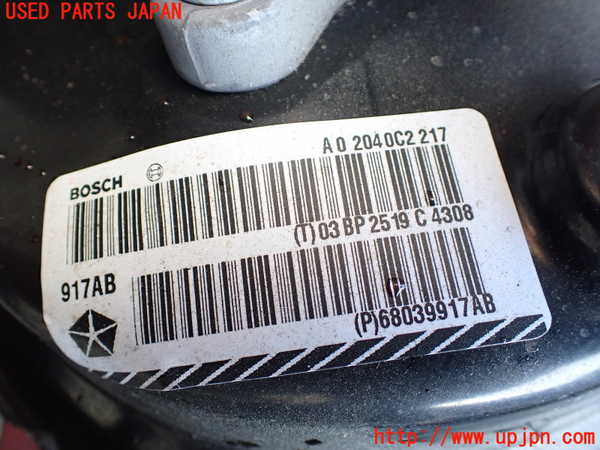 USED PARTS JAPAN
A 0 2040C2 217
BOSCH
(T) 03 BP 2519 C 4308
917AB
(P)68039917AB
http://www.upjpn.com/